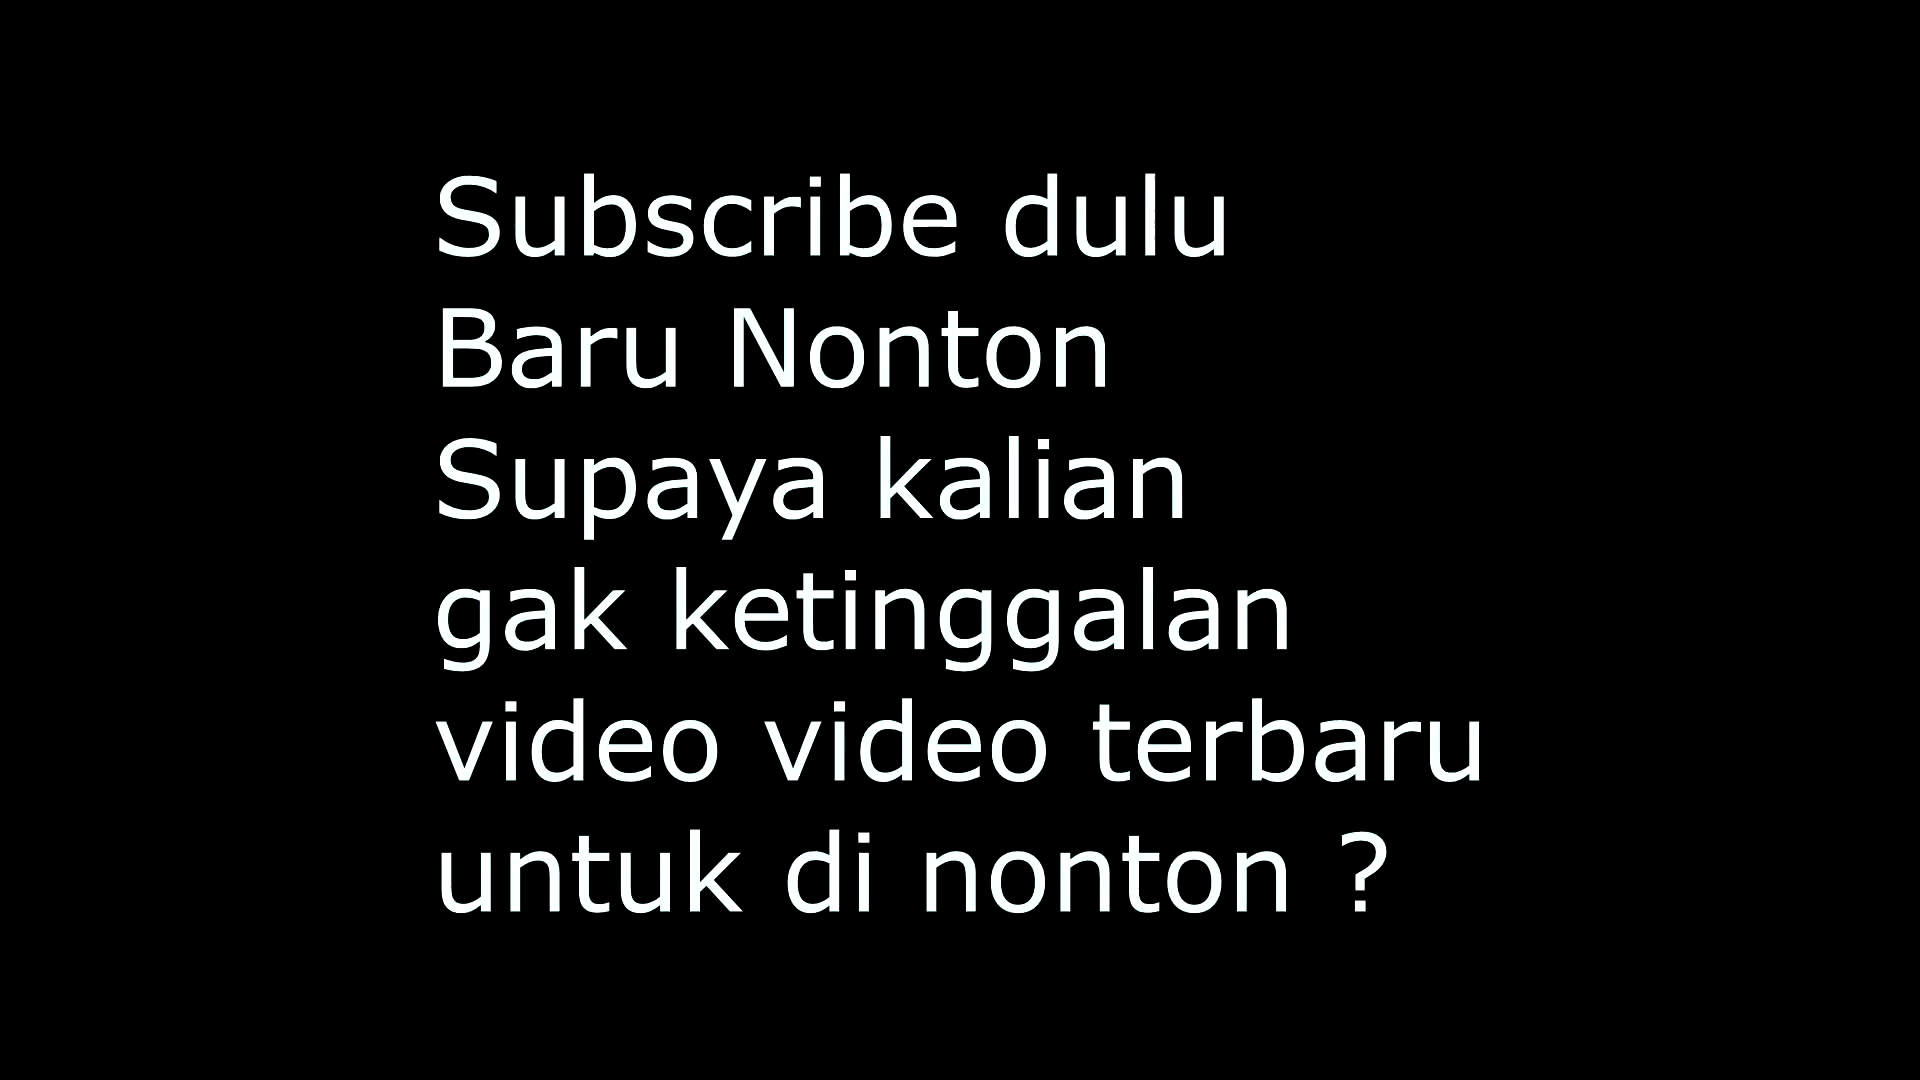 Subscribe dulu
Baru Nonton
Supaya kalian
gak ketinggalan
video video terbaru
untuk di nonton ?